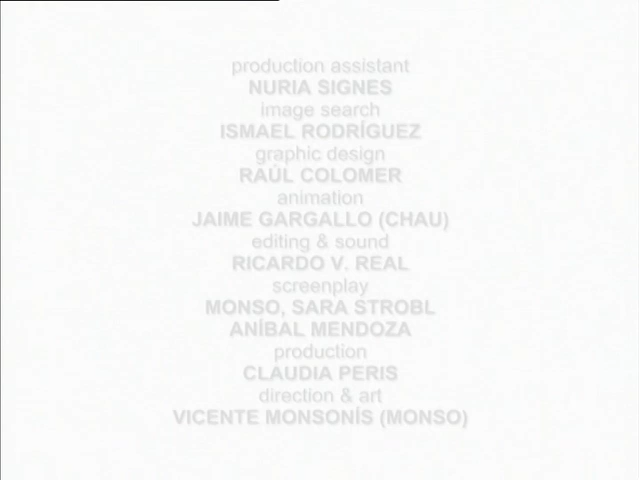 production assistant
NURIA SIGNES
image search
ISMAEL RODRÍGUEZ
graphic design
RAÚL COLOMER
animation
JAIME GARGALLO (CHAU)
editing & sound
RICARDO V. REAL
screenplay
MONSO, SARA STROBL
ANÍBAL MENDOZA
production
CLAUDIA PERIS
direction & art
VICENTE MONSONÍS (MONSO)